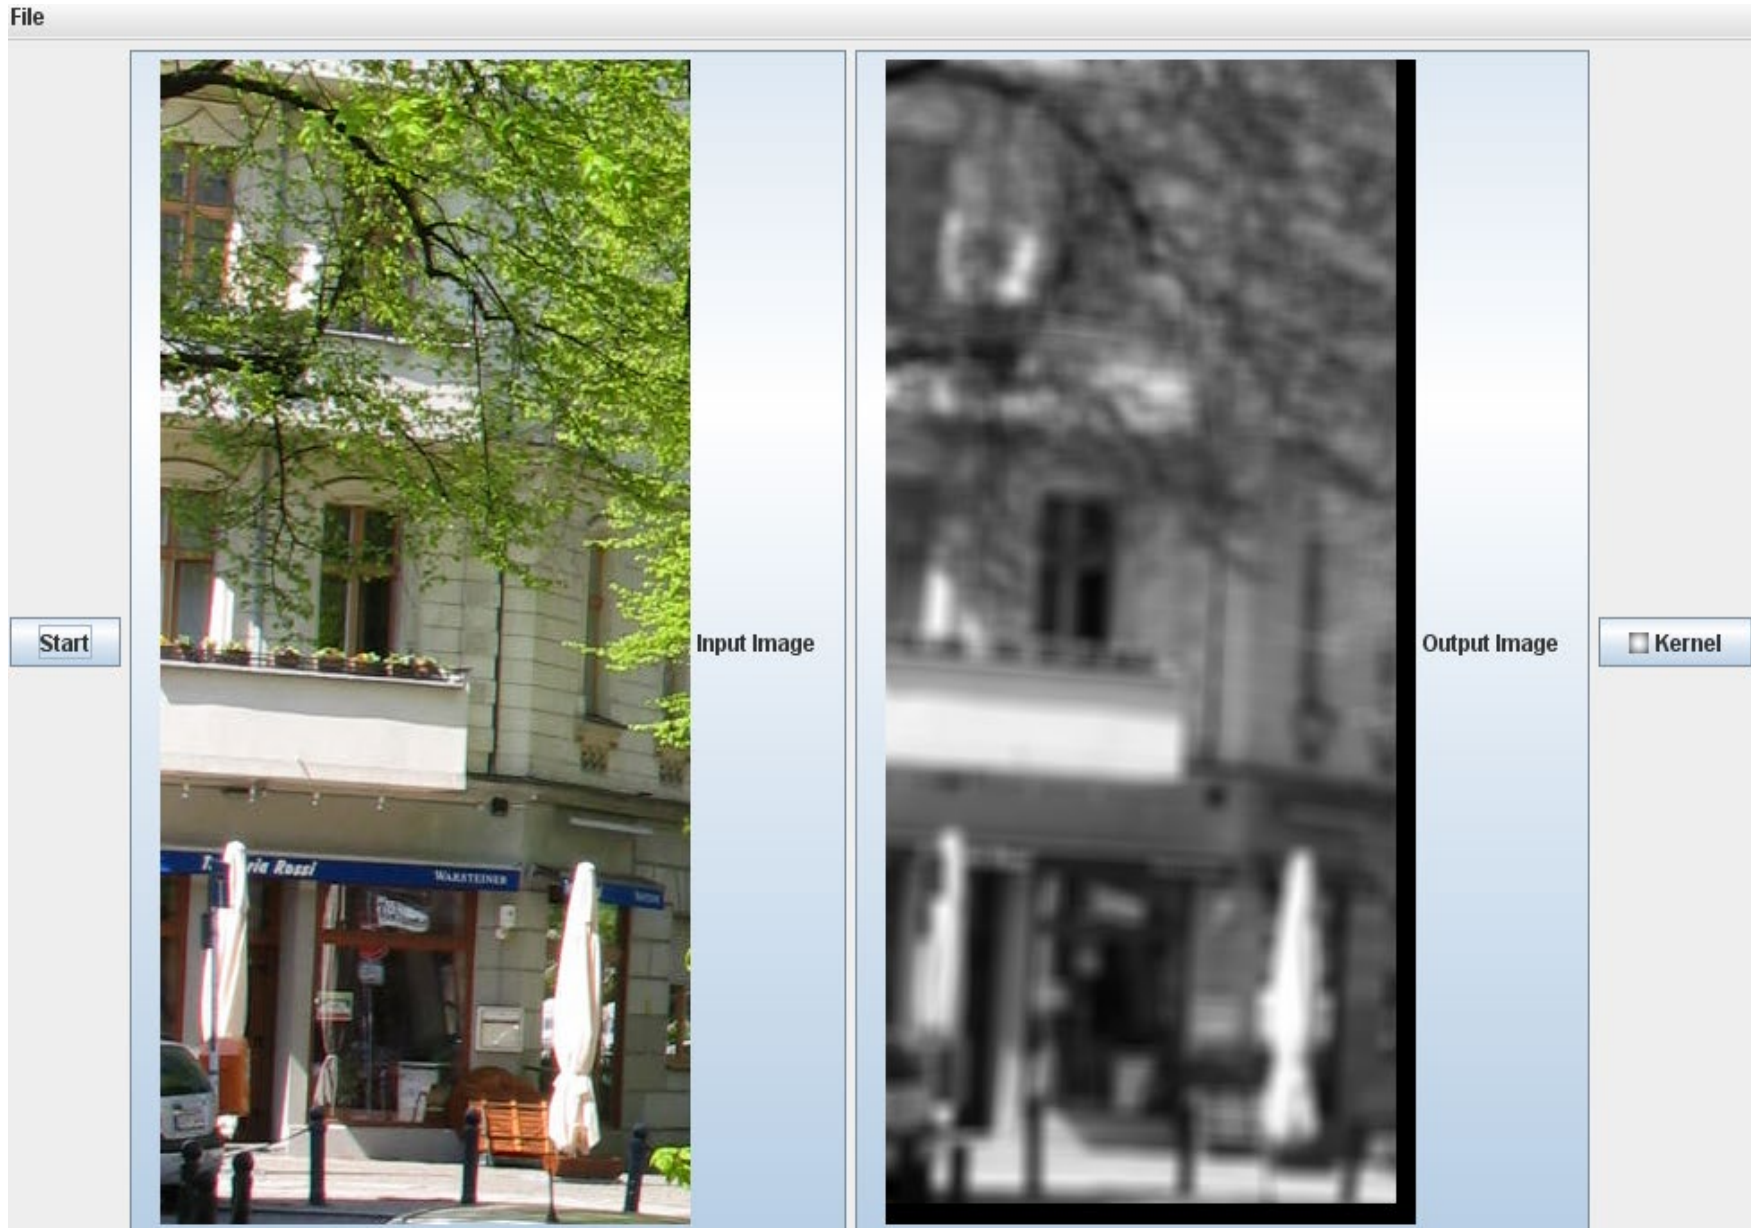 File
Start
Input Image
Output Image
Kernel
ria Rossi
WARSTEINER